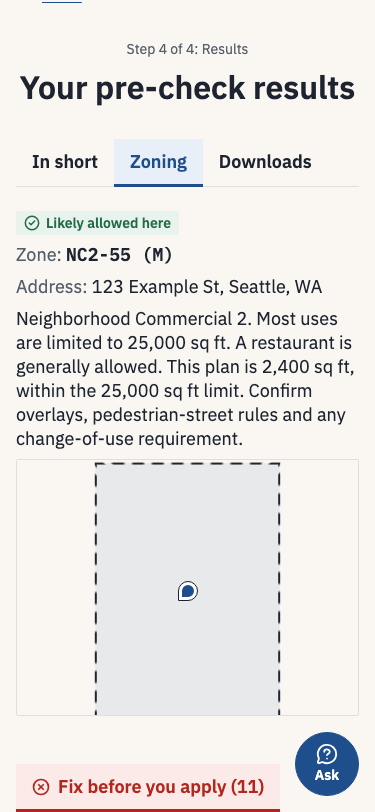 Step 4 of 4: Results
Your pre-check results
In short
Zoning
Downloads
Likely allowed here
Zone: NC2-55 (M)
Address: 123 Example St, Seattle, WA
Neighborhood Commercial 2. Most uses
are limited to 25,000 sq ft. A restaurant is
generally allowed. This plan is 2,400 sq ft,
within the 25,000 sq ft limit. Confirm
overlays, pedestrian-street rules and any
change-of-use requirement.
Ask
Fix before you apply (11)